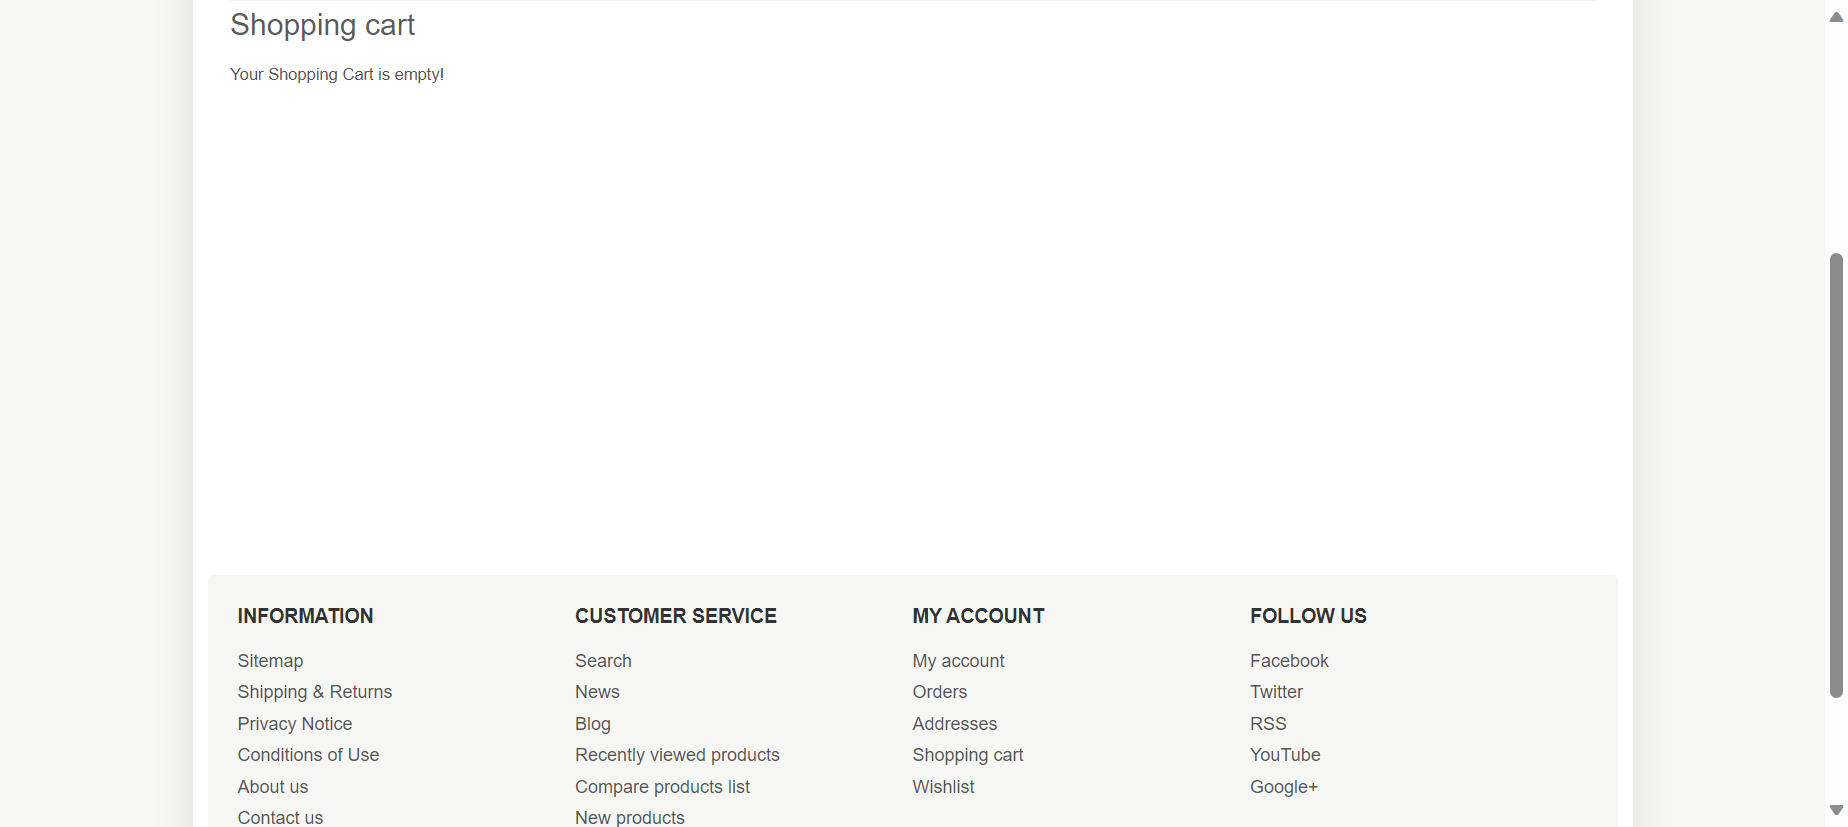 Shopping cart
Your Shopping Cart is empty!
INFORMATION
Sitemap
Shipping & Returns
Privacy Notice
Conditions of Use
About us
Contact us
CUSTOMER SERVICE
Search
News
Blog
Recently viewed products
Compare products list
New products
MY ACCOUNT
My account
Orders
Addresses
Shopping cart
Wishlist
FOLLOW US
Facebook
Twitter
RSS
YouTube
Google+